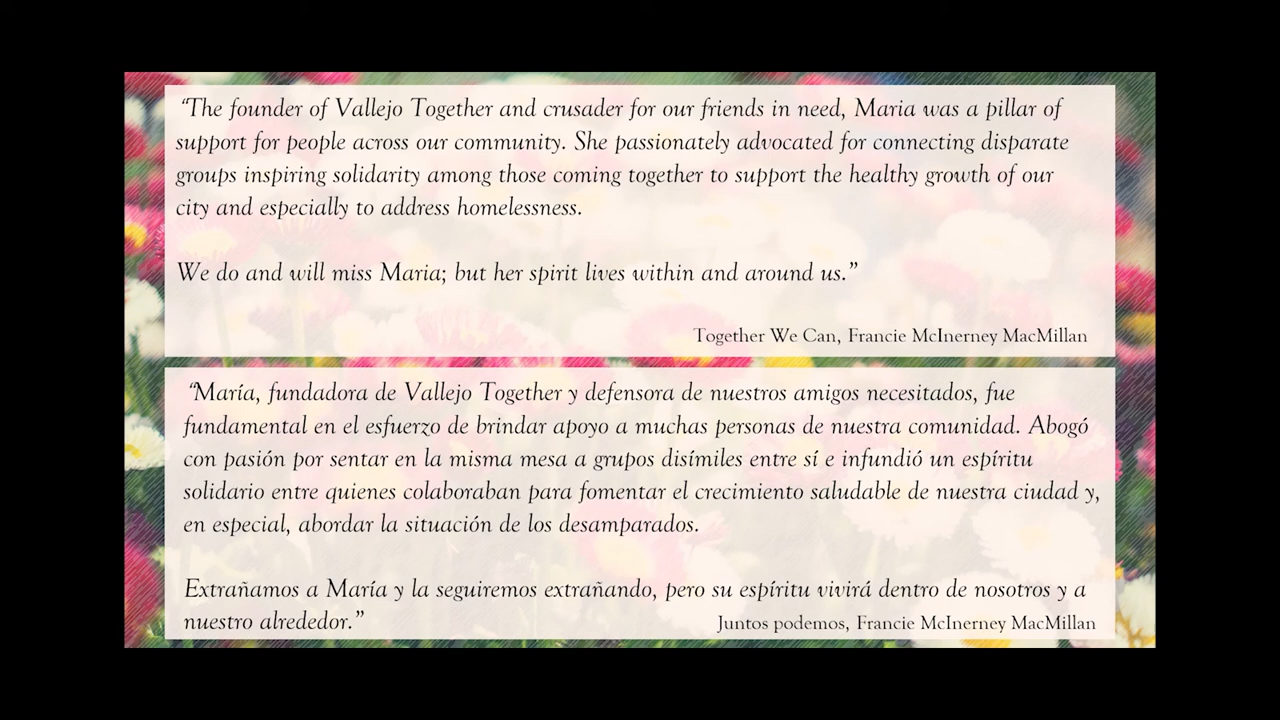 “The founder of Vallejo Together and crusader for our friends in need, Maria was a pillar of
support for people across our community. She passionately advocated for connecting disparate
groups inspiring solidarity among those coming together to support the healthy growth of our
city and especially to address homelessness.
We do and will miss Maria; but her spirit lives within and around us.”
Together We Can, Francie McInerney MacMillan
“María, fundadora de Vallejo Together y defensora de nuestros amigos necesitados, fue
fundamental en el esfuerzo de brindar apoyo a muchas personas de nuestra comunidad. Abogó
con pasión por sentar en la misma mesa a grupos disímiles entre sí e infundió un espíritu
solidario entre quienes colaboraban para fomentar el crecimiento saludable de nuestra ciudad y,
en especial, abordar la situación de los desamparados.
Extrañamos a María y la seguiremos extrañando, pero su espíritu vivirá dentro de nosotros y a
nuestro alrededor.”
Juntos podemos, Francie McInerney MacMillan